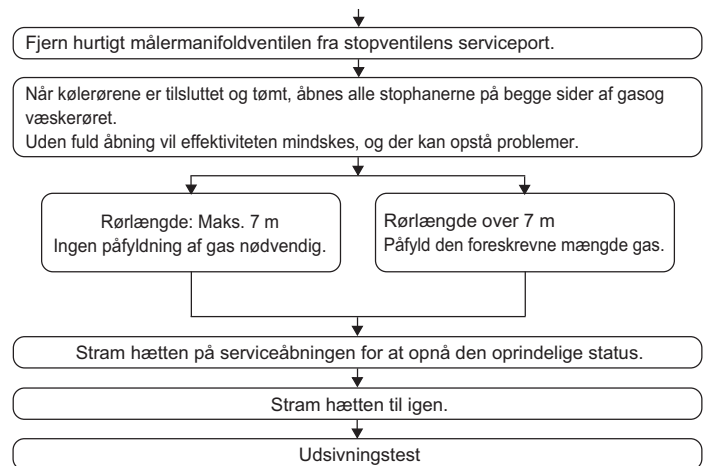 Fjern hurtigt målermanifoldventilen fra stopventilens serviceport.
Når kølerørene er tilsluttet og tømt, åbnes alle stophanerne på begge sider af gasog
væskerøret.
Uden fuld åbning vil effektiviteten mindskes, og der kan opstå problemer.
Rørlængde: Maks. 7 m
Ingen påfyldning af gas nødvendig.
Rørlængde over 7 m
Påfyld den foreskrevne mængde gas.
Stram hætten på serviceåbningen for at opnå den oprindelige status.
Stram hætten til igen.
Udsivningstest